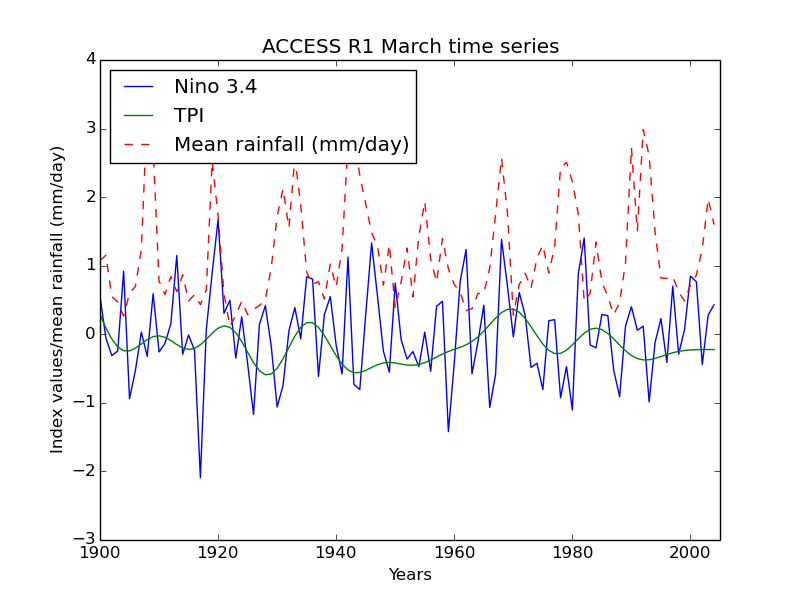 ACCESS R1 March time series
Nino 3.4
TPI
Mean rainfall (mm/day)
Index values/mean rainfall (mm/day)
4
3
2
1
0
−1
−2
−3
1900 1920 1940 1960 1980 2000
Years